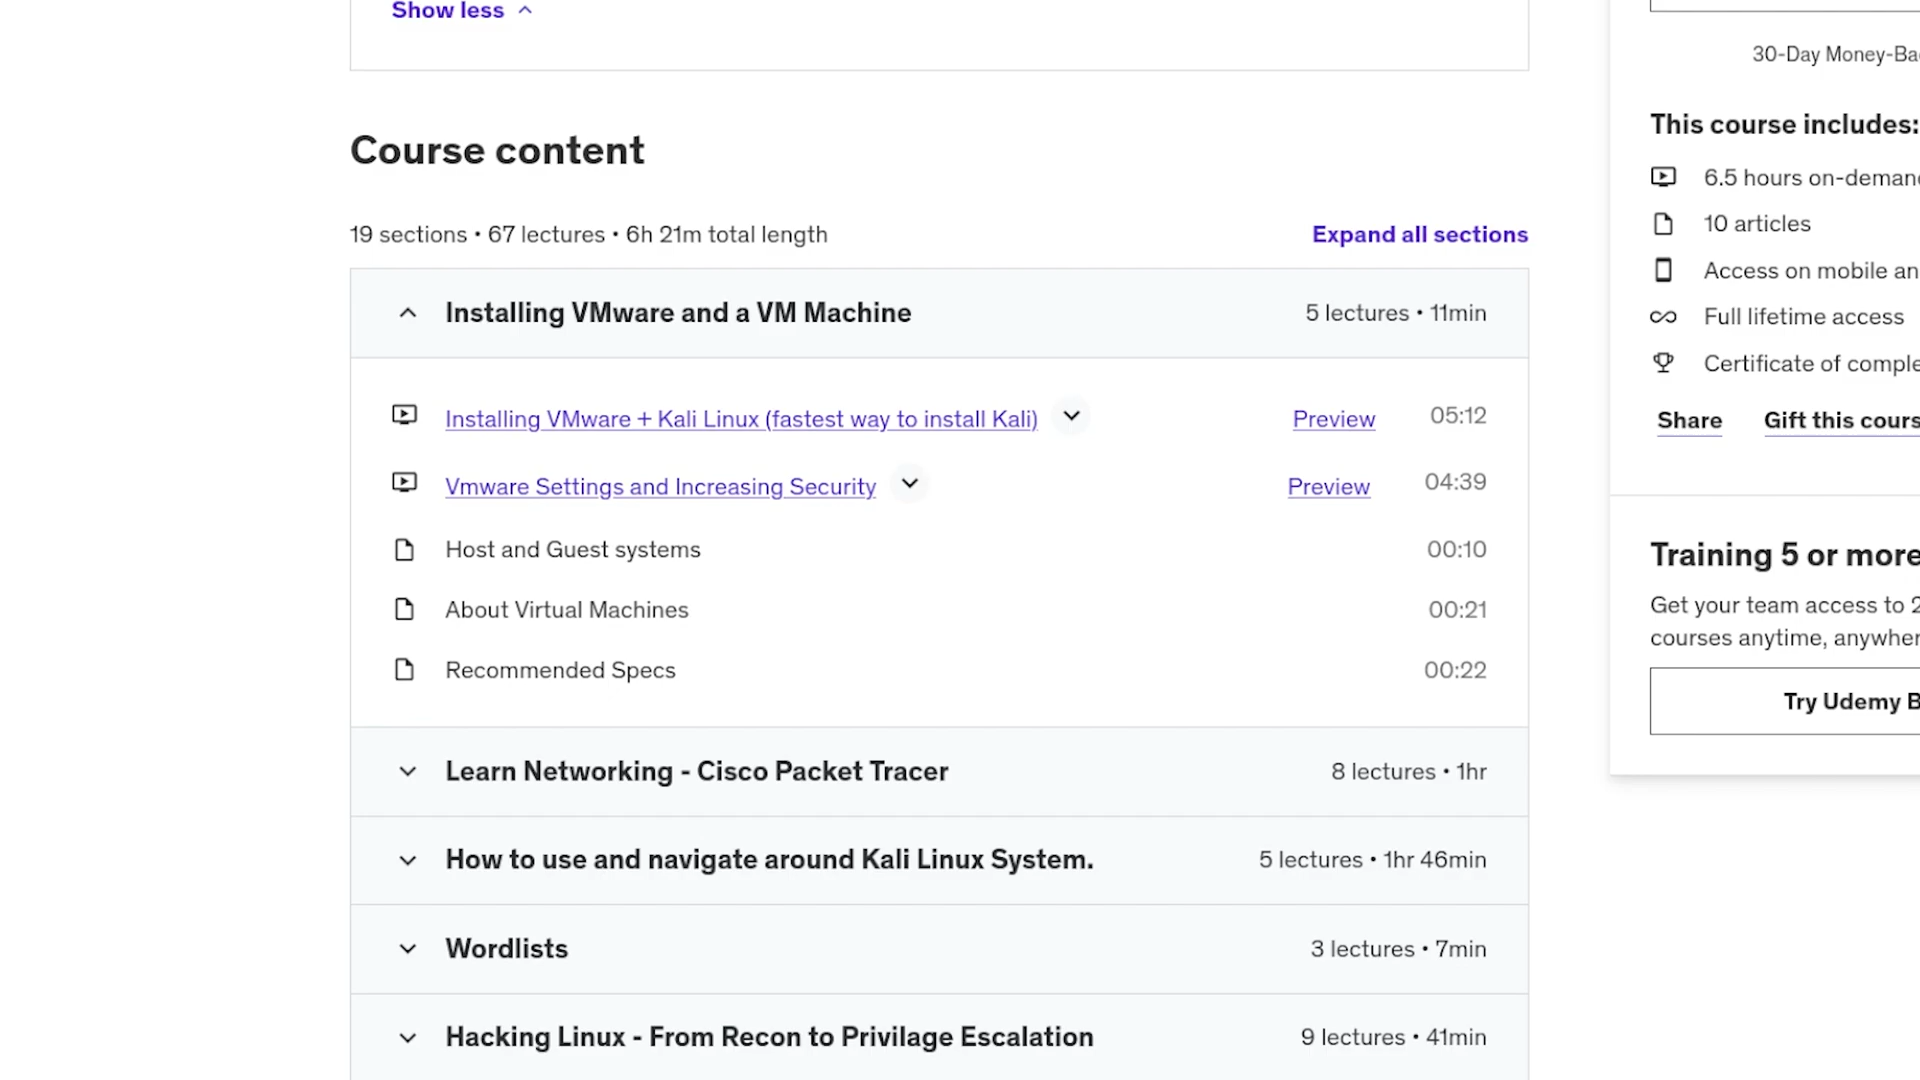 Show less
Course content
19 sections • 67 lectures • 6h 21m total length
Expand all sections
Installing VMware and a VM Machine
5 lectures • 11min
Installing VMware + Kali Linux (fastest way to install Kali)
Preview
05:12
Vmware Settings and Increasing Security
Preview
04:39
Host and Guest systems
00:10
About Virtual Machines
00:21
Recommended Specs
00:22
Learn Networking - Cisco Packet Tracer
8 lectures • 1hr
How to use and navigate around Kali Linux System.
5 lectures • 1hr 46min
Wordlists
3 lectures • 7min
Hacking Linux - From Recon to Privilage Escalation
9 lectures • 41min
30-Day Money-Ba
This course includes:
6.5 hours on-deman
10 articles
Access on mobile an
Full lifetime access
Certificate of comple
Share
Gift this cours
Training 5 or more
Get your team access to 2
courses anytime, anywher
Try Udemy B